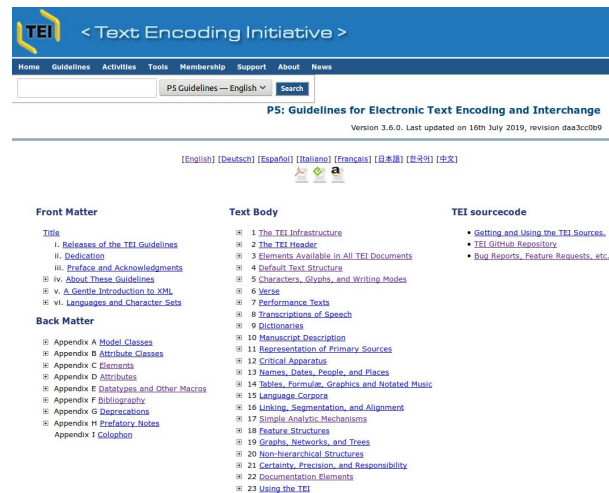 TEI
< Text Encoding Initiative >
Home Guidelines Activities Tools Membership Support About News
P5 Guidelines — English Search
P5: Guidelines for Electronic Text Encoding and Interchange
Version 3.6.0. Last updated on 16th July 2019, revision daa3cc0b9
[English] [Deutsch] [Español] [Italiano] [Français] [日本語] [한국어] [中文]
a
Front Matter
Title
i. Releases of the TEI Guidelines
ii. Dedication
iii. Preface and Acknowledgments
iv. About These Guidelines
v. A Gentle Introduction to XML
vi. Languages and Character Sets
Back Matter
Appendix A Model Classes
Appendix B Attribute Classes
Appendix C Elements
Appendix D Attributes
Appendix E Datatypes and Other Macros
Appendix F Bibliography
Appendix G Deprecations
Appendix H Prefatory Notes
Appendix I Colophon
Text Body
1 The TEI Infrastructure
2 The TEI Header
3 Elements Available in All TEI Documents
4 Default Text Structure
5 Characters, Glyphs, and Writing Modes
6 Verse
7 Performance Texts
8 Transcriptions of Speech
9 Dictionaries
10 Manuscript Description
11 Representation of Primary Sources
12 Critical Apparatus
13 Names, Dates, People, and Places
14 Tables, Formulæ, Graphics and Notated Music
15 Language Corpora
16 Linking, Segmentation, and Alignment
17 Simple Analytic Mechanisms
18 Feature Structures
19 Graphs, Networks, and Trees
20 Non-hierarchical Structures
21 Certainty, Precision, and Responsibility
22 Documentation Elements
23 Using the TEI
TEI sourcecode
• Getting and Using the TEI Sources.
• TEI GitHub Repository
• Bug Reports, Feature Requests, etc.